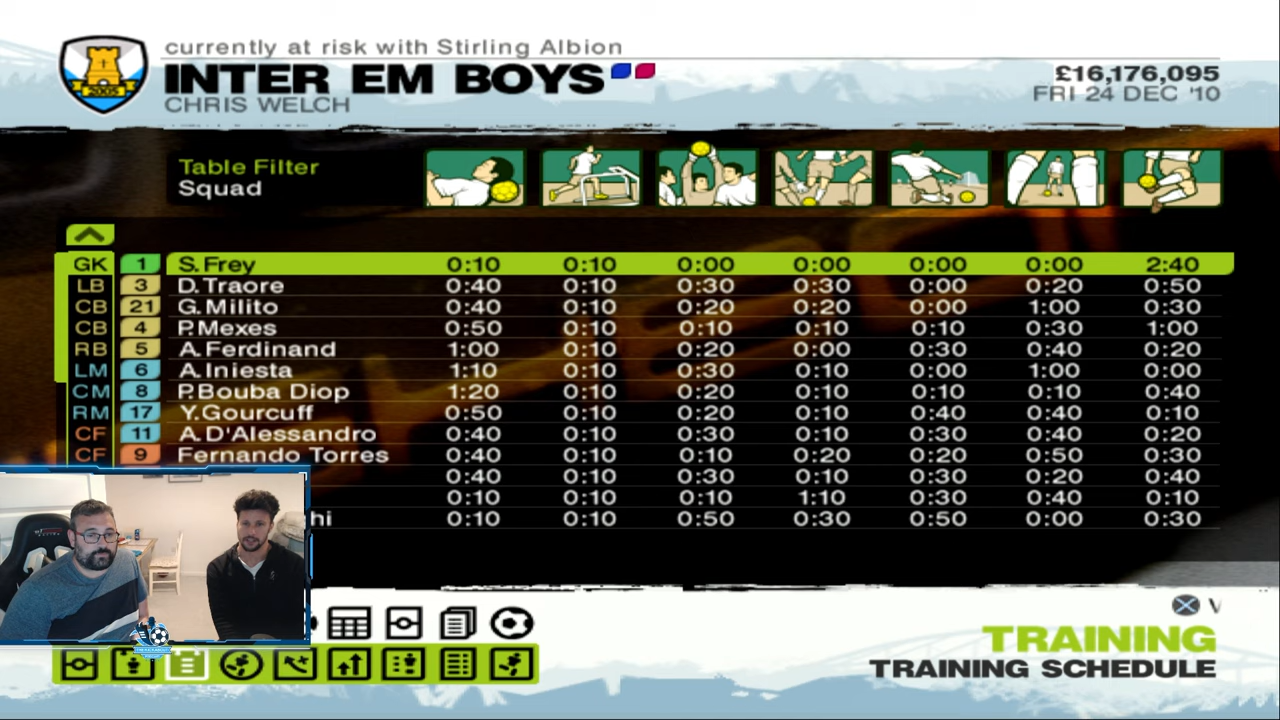 currently at risk with Stirling Albion
INTER EM BOYS
CHRIS WELCH
£16,176,095
FRI 24 DEC '10
2005
Table Filter
Squad
GK 1 S. Frey 0:10 0:10 0:00 0:00 0:00 0:00 2:40
LB 3 D. Traore 0:40 0:10 0:30 0:30 0:00 0:20 0:50
CB 21 G. Milito 0:40 0:10 0:20 0:20 0:00 1:00 0:30
CB 4 P. Mexes 0:50 0:10 0:10 0:10 0:10 0:30 1:00
RB 5 A. Ferdinand 1:00 0:10 0:20 0:00 0:30 0:40 0:20
LM 6 A. Iniesta 1:10 0:10 0:30 0:10 0:00 1:00 0:00
CM 8 P. Bouba Diop 1:20 0:10 0:20 0:10 0:10 0:10 0:40
RM 17 Y. Gourcuff 0:50 0:10 0:20 0:10 0:40 0:40 0:10
CF 11 A. D'Alessandro 0:40 0:10 0:30 0:10 0:30 0:40 0:20
CF 9 Fernando Torres 0:40 0:10 0:10 0:20 0:20 0:50 0:30
0:40 0:10 0:30 0:10 0:30 0:20 0:40
0:10 0:10 0:10 1:10 0:30 0:40 0:10
hi 0:10 0:10 0:50 0:30 0:50 0:00 0:30
TRAINING
TRAINING SCHEDULE